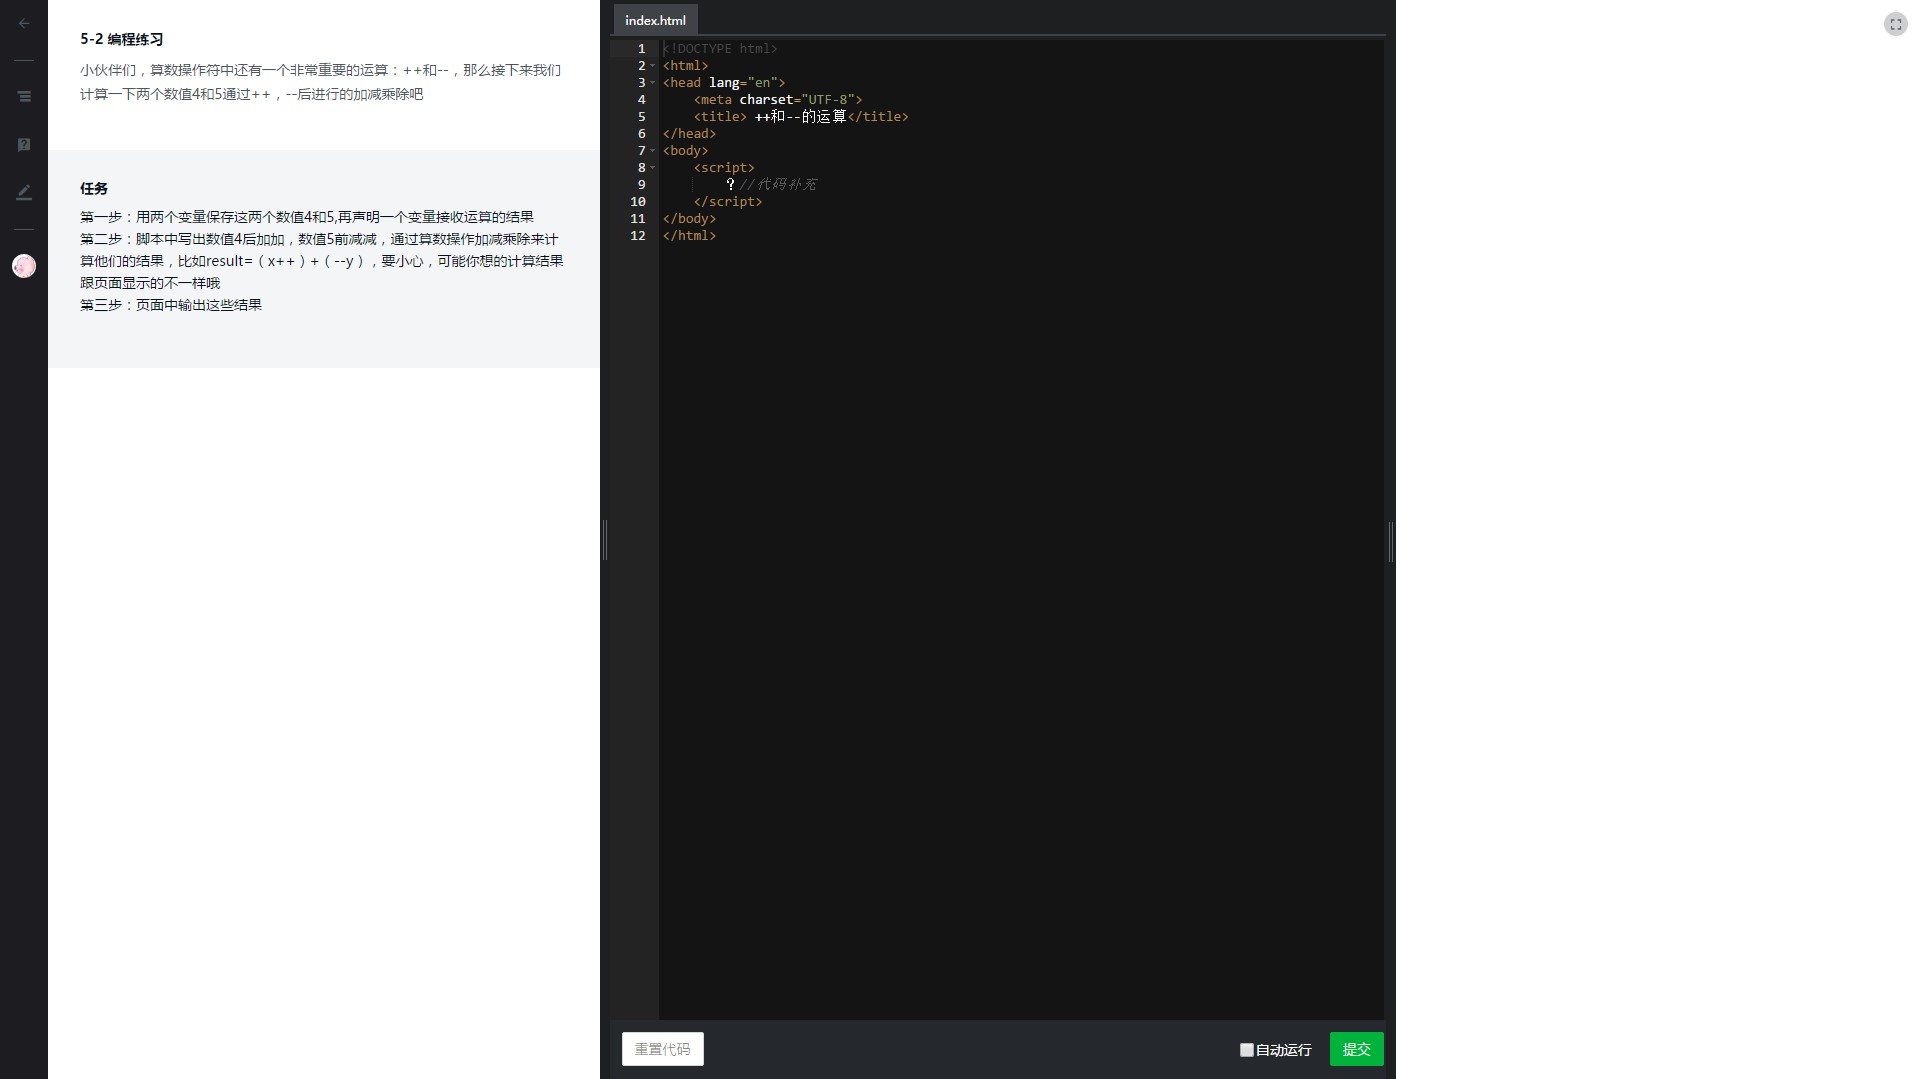 5-2 编程练习
小伙伴们，算数操作符中还有一个非常重要的运算：++和--，那么接下来我们
计算一下两个数值4和5通过++，--后进行的加减乘除吧
任务
第一步：用两个变量保存这两个数值4和5,再声明一个变量接收运算的结果
第二步：脚本中写出数值4后加加，数值5前减减，通过算数操作加减乘除来计
算他们的结果，比如result=（x++）+（--y），要小心，可能你想的计算结果
跟页面显示的不一样哦
第三步：页面中输出这些结果
index.html
1 <!DOCTYPE html>
2 <html>
3 <head lang="en">
4 <meta charset="UTF-8">
5 <title> ++和--的运算</title>
6 </head>
7 <body>
8 <script>
9 ？//代码补充
10 </script>
11 </body>
12 </html>
重置代码
自动运行
提交